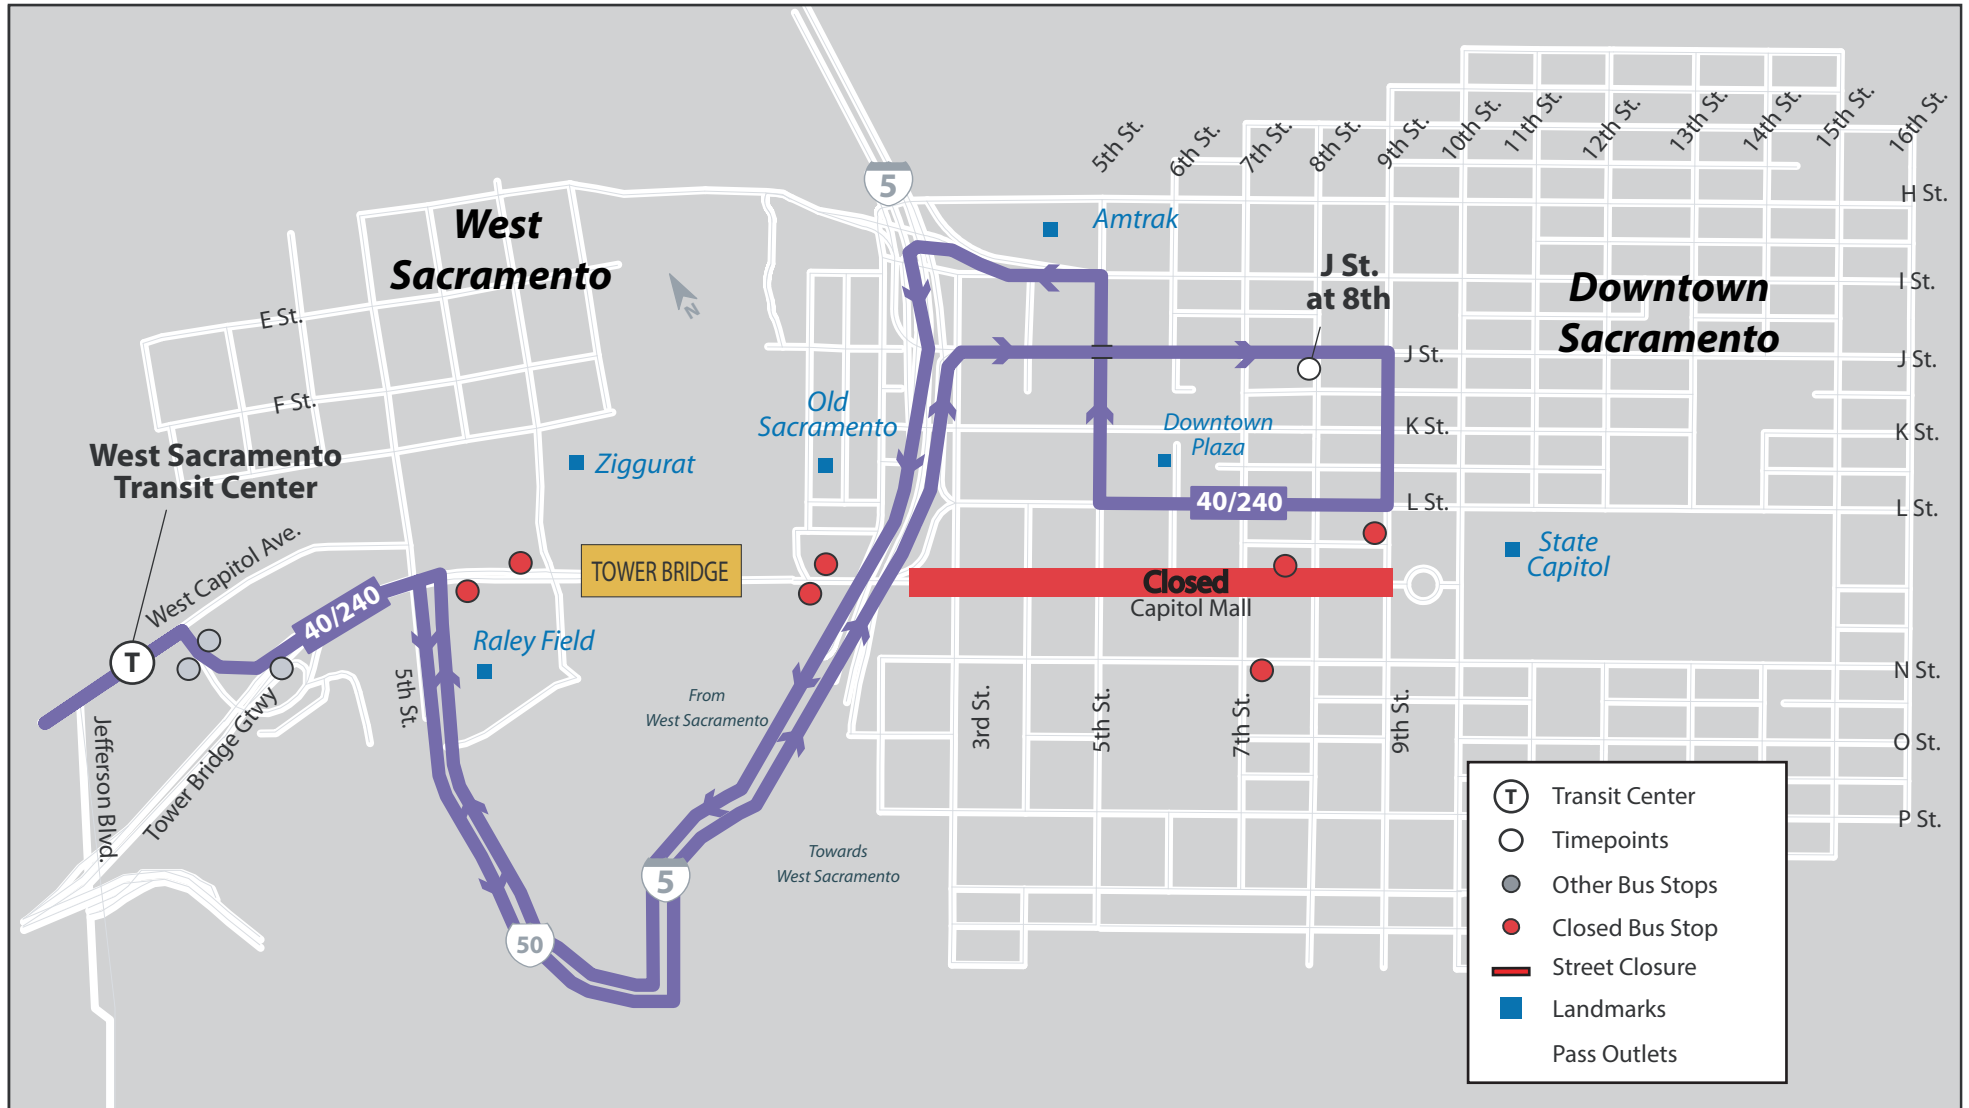 5th St.
6th St.
7th St.
8th St.
9th St.
10th St.
11th St.
12th St.
13th St.
14th St.
15th St.
16th St.
5
H St.
West
Sacramento
Amtrak
N
J St.
at 8th
Downtown
Sacramento
I St.
E St.
F St.
J St.
J St.
Old
Sacramento
Downtown
Plaza
K St.
K St.
West Sacramento
Transit Center
Ziggurat
40/240
L St.
L St.
West Capitol Ave.
TOWER BRIDGE
State
Capitol
Closed
Capitol Mall
40/240
T
Raley Field
5th St.
N St.
From
West Sacramento
3rd St.
5th St.
7th St.
9th St.
Jefferson Blvd.
Tower Bridge Gtwy
O St.
P St.
Towards
West Sacramento
5
50
T
Transit Center
Timepoints
Other Bus Stops
Closed Bus Stop
Street Closure
Landmarks
Pass Outlets